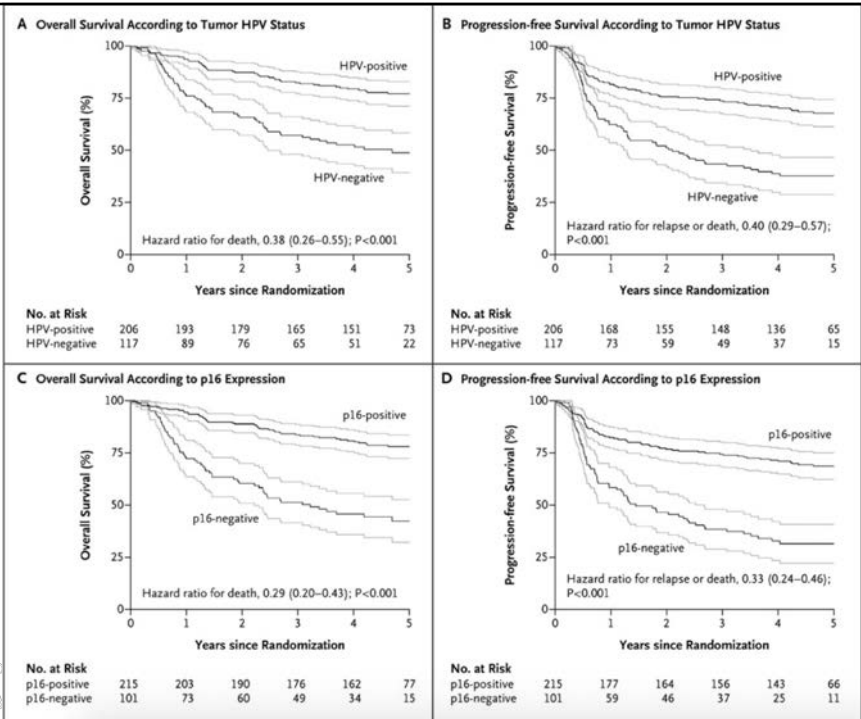 A Overall Survival According to Tumor HPV Status
Overall Survival (%)
100
75
50
25
0
HPV-positive
HPV-negative
Hazard ratio for death, 0.38 (0.26–0.55); P<0.001
0 1 2 3 4 5
Years since Randomization
No. at Risk
HPV-positive 206 193 179 165 151 73
HPV-negative 117 89 76 65 51 22
B Progression-free Survival According to Tumor HPV Status
Progression-free Survival (%)
100
75
50
25
0
HPV-positive
HPV-negative
Hazard ratio for relapse or death, 0.40 (0.29–0.57);
P<0.001
0 1 2 3 4 5
Years since Randomization
No. at Risk
HPV-positive 206 168 155 148 136 65
HPV-negative 117 73 59 49 37 15
C Overall Survival According to p16 Expression
Overall Survival (%)
100
75
50
25
0
p16-positive
p16-negative
Hazard ratio for death, 0.29 (0.20–0.43); P<0.001
0 1 2 3 4 5
Years since Randomization
No. at Risk
p16-positive 215 203 190 176 162 77
p16-negative 101 73 60 49 34 15
D Progression-free Survival According to p16 Expression
Progression-free Survival (%)
100
75
50
25
0
p16-positive
p16-negative
Hazard ratio for relapse or death, 0.33 (0.24–0.46);
P<0.001
0 1 2 3 4 5
Years since Randomization
No. at Risk
p16-positive 215 177 164 156 143 66
p16-negative 101 59 46 37 25 11